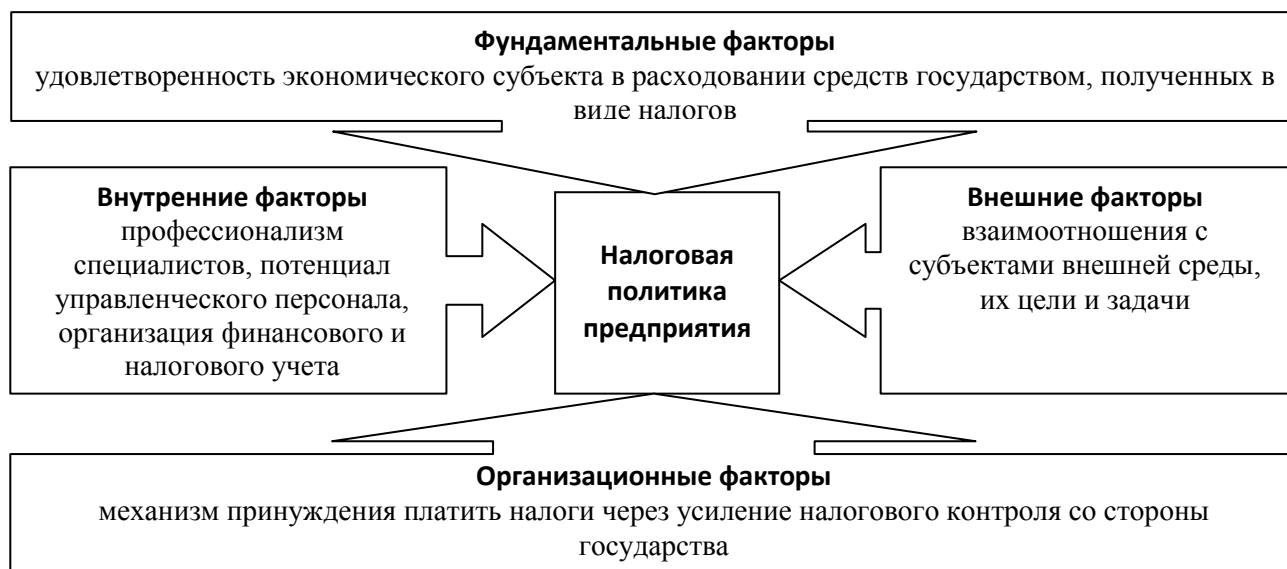 Фундаментальные факторы
удовлетворенность экономического субъекта в расходовании средств государством, полученных в
виде налогов
Внутренние факторы
профессионализм
специалистов, потенциал
управленческого персонала,
организация финансового и
налогового учета
Налоговая
политика
предприятия
Внешние факторы
взаимоотношения с
субъектами внешней среды,
их цели и задачи
Организационные факторы
механизм принуждения платить налоги через усиление налогового контроля со стороны
государства